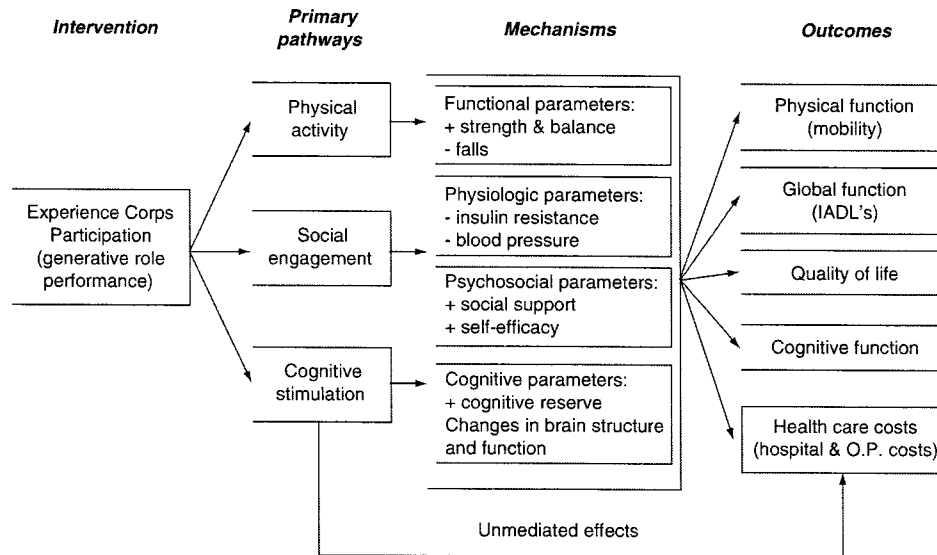 Intervention
Primary
pathways
Mechanisms
Outcomes
Experience Corps
Participation
(generative role
performance)
Physical
activity
Social
engagement
Cognitive
stimulation
Functional parameters:
+ strength & balance
- falls
Physiologic parameters:
- insulin resistance
- blood pressure
Psychosocial parameters:
+ social support
+ self-efficacy
Cognitive parameters:
+ cognitive reserve
Changes in brain structure
and function
Physical function
(mobility)
Global function
(IADL's)
Quality of life
Cognitive function
Health care costs
(hospital & O.P. costs)
Unmediated effects